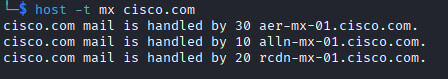 >host -t mx cisco.com
cisco.com mail is handled by 30 aer-mx-01.cisco.com.
cisco.com mail is handled by 10 alln-mx-01.cisco.com.
cisco.com mail is handled by 20 rcdn-mx-01.cisco.com.